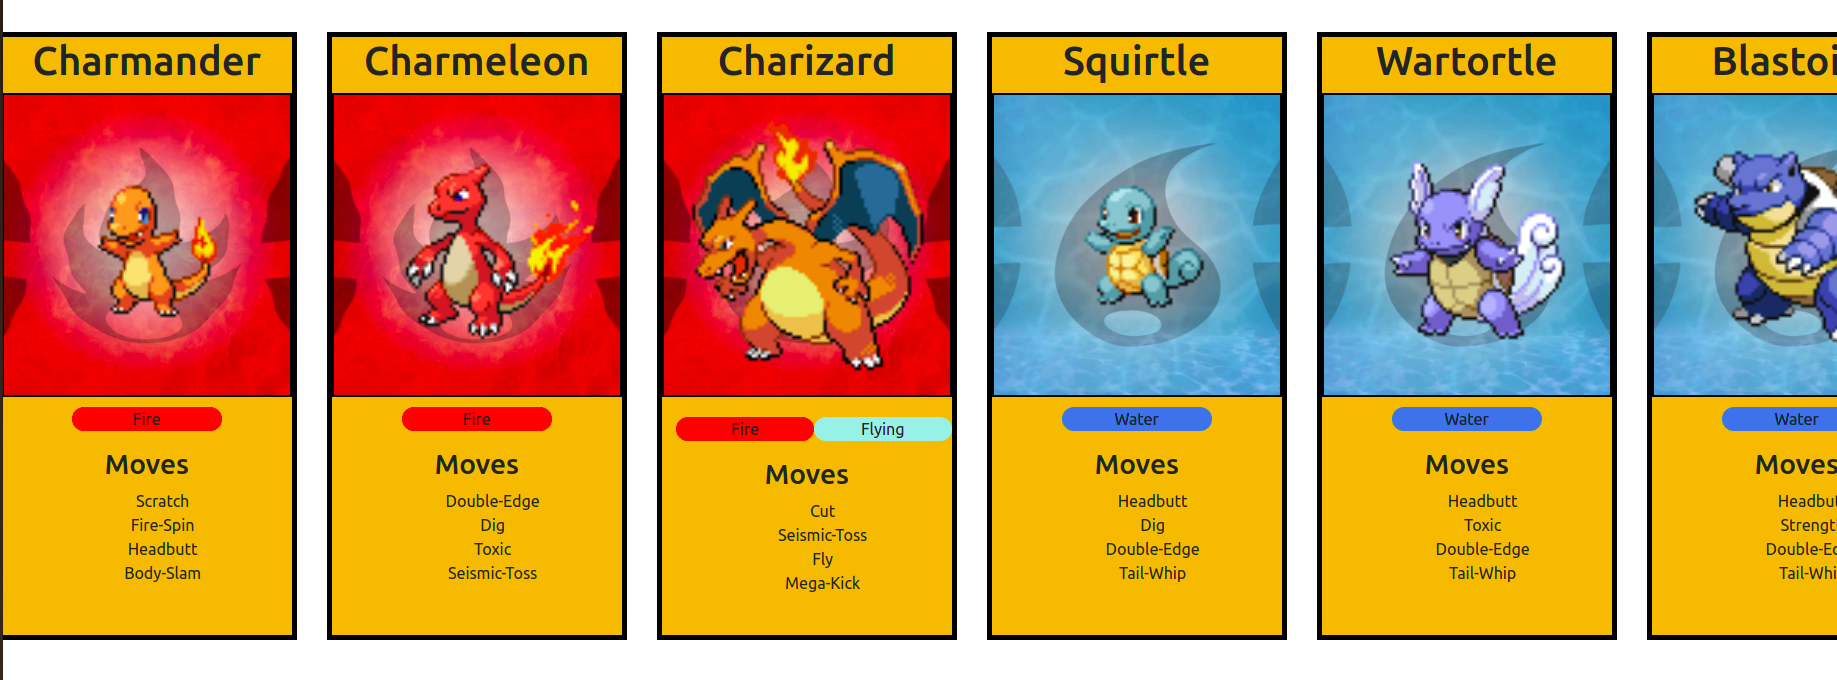 Charmander
Fire
Moves
Scratch
Fire-Spin
Headbutt
Body-Slam
Charmeleon
Fire
Moves
Double-Edge
Dig
Toxic
Seismic-Toss
Charizard
Fire Flying
Moves
Cut
Seismic-Toss
Fly
Mega-Kick
Squirtle
Water
Moves
Headbutt
Dig
Double-Edge
Tail-Whip
Wartortle
Water
Moves
Headbutt
Toxic
Double-Edge
Tail-Whip
Blastoi
Water
Moves
Headbut
Strength
Double-Ed
Tail-Whi